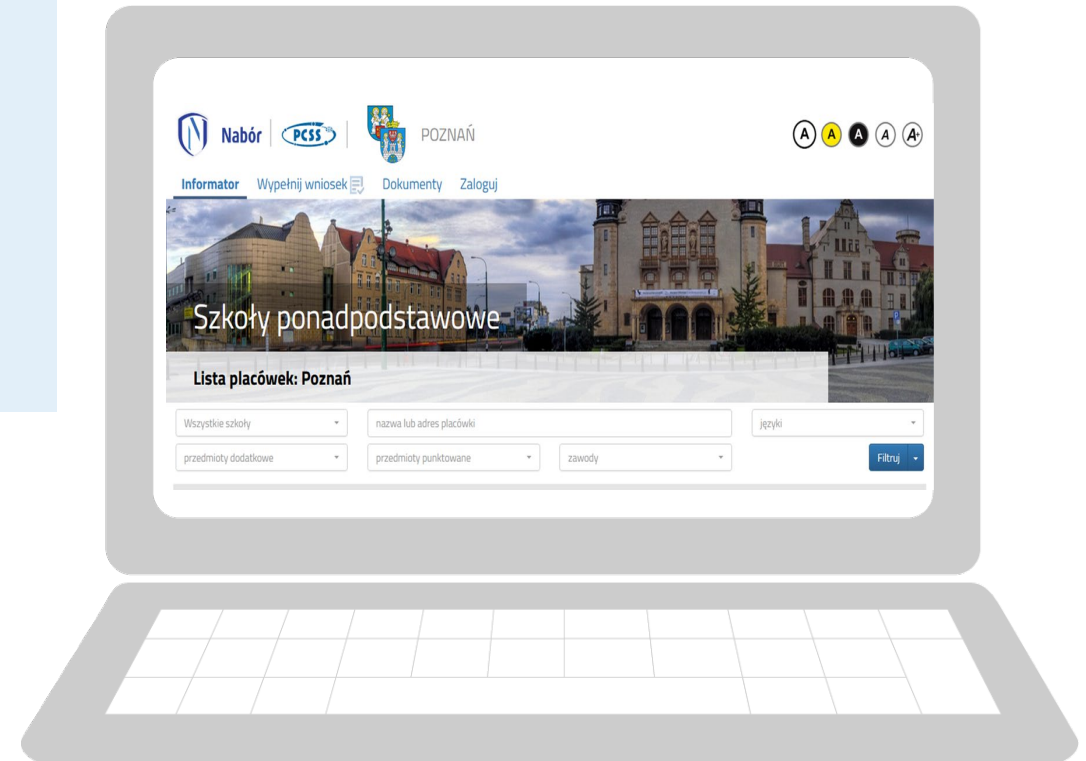 Nabór PCSS POZNAŃ A A A A A+
Informator Wypełnij wniosek Dokumenty Zaloguj
Szkoły ponadpodstawowe
Lista placówek: Poznań
Wszystkie szkoły nazwa lub adres placówki języki
przedmioty dodatkowe przedmioty punktowane zawody Filtruj